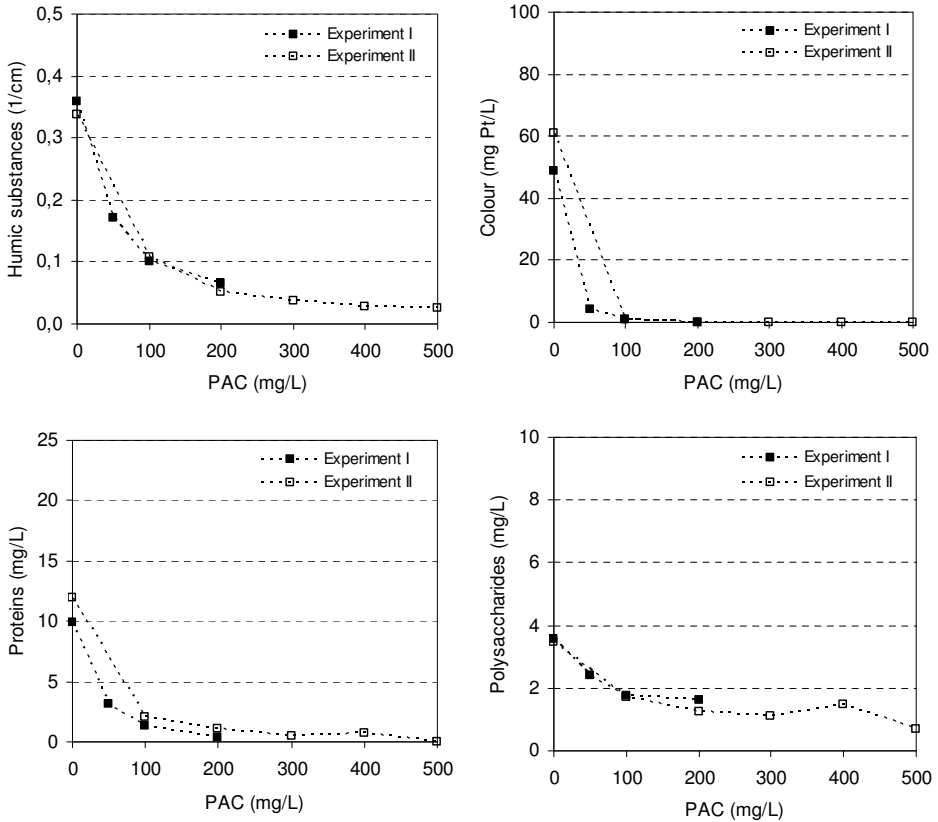 Humic substances (1/cm)
0,5
0,4
0,3
0,2
0,1
0,0
Experiment I
Experiment II
0 100 200 300 400 500
PAC (mg/L)
Colour (mg Pt/L)
100
80
60
40
20
0
Experiment I
Experiment II
0 100 200 300 400 500
PAC (mg/L)
Proteins (mg/L)
25
20
15
10
5
0
Experiment I
Experiment II
0 100 200 300 400 500
PAC (mg/L)
Polysaccharides (mg/L)
10
8
6
4
2
0
Experiment I
Experiment II
0 100 200 300 400 500
PAC (mg/L)